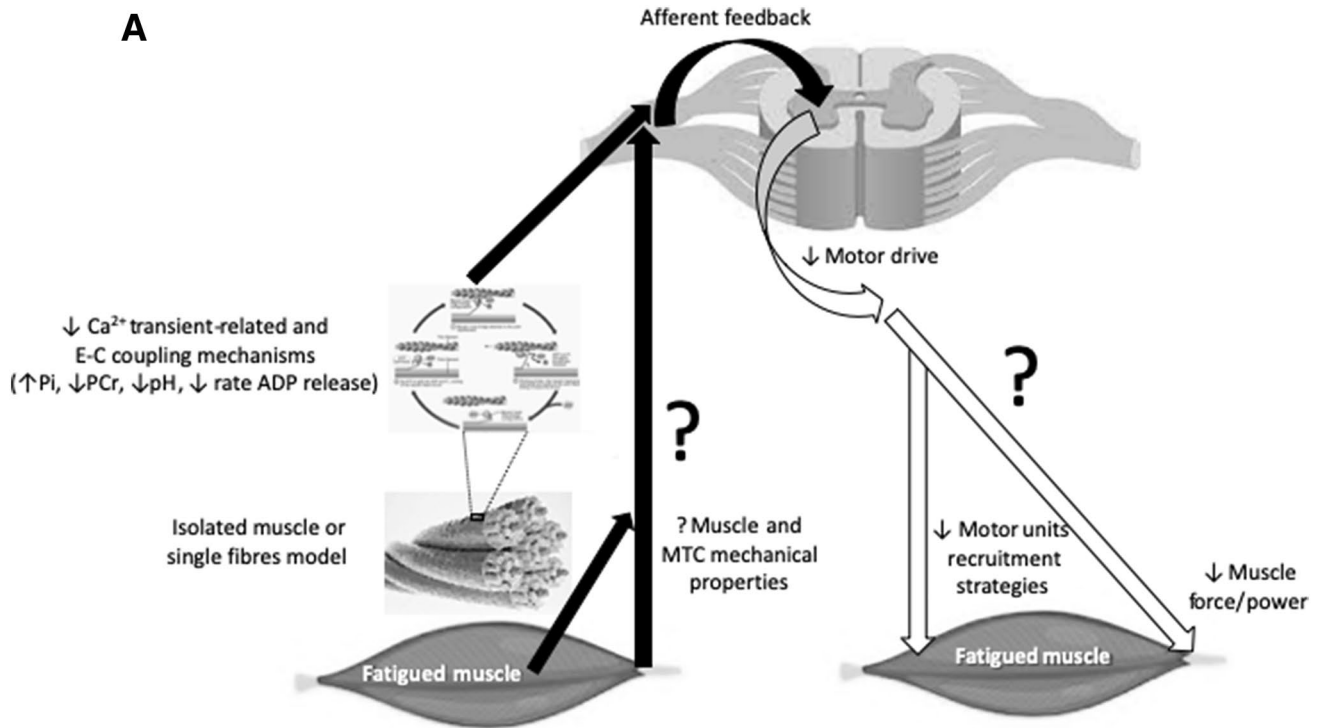 A
Afferent feedback
↓ Motor drive
↓ Ca²⁺ transient-related and
E-C coupling mechanisms
(↑Pi, ↓PCr, ↓pH, ↓ rate ADP release)
?
?
Isolated muscle or
single fibres model
? Muscle and
MTC mechanical
properties
↓ Motor units
recruitment
strategies
↓ Muscle
force/power
Fatigued muscle
Fatigued muscle